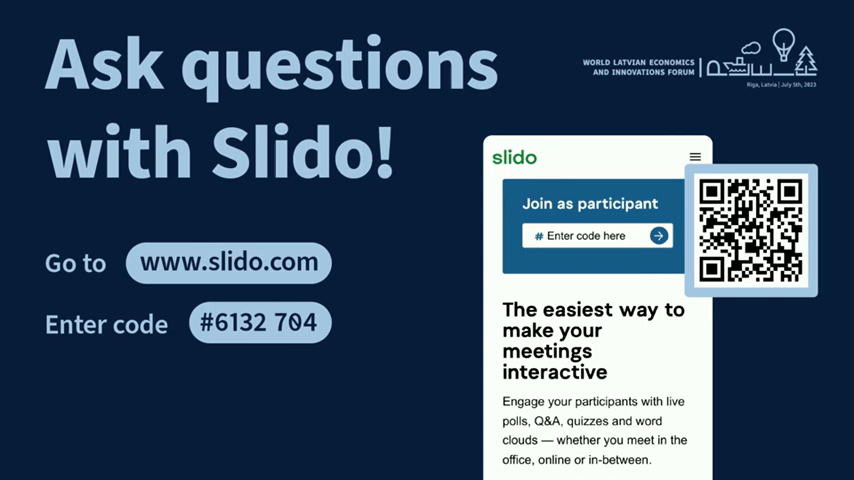 Ask questions
with Slido!
Go to www.slido.com
Enter code #6132 704
WORLD LATVIAN ECONOMICS
AND INNOVATIONS FORUM
Riga, Latvia | July 5th, 2023
slido
Join as participant
# Enter code here
The easiest way to
make your
meetings
interactive
Engage your participants with live
polls, Q&A, quizzes and word
clouds — whether you meet in the
office, online or in-between.